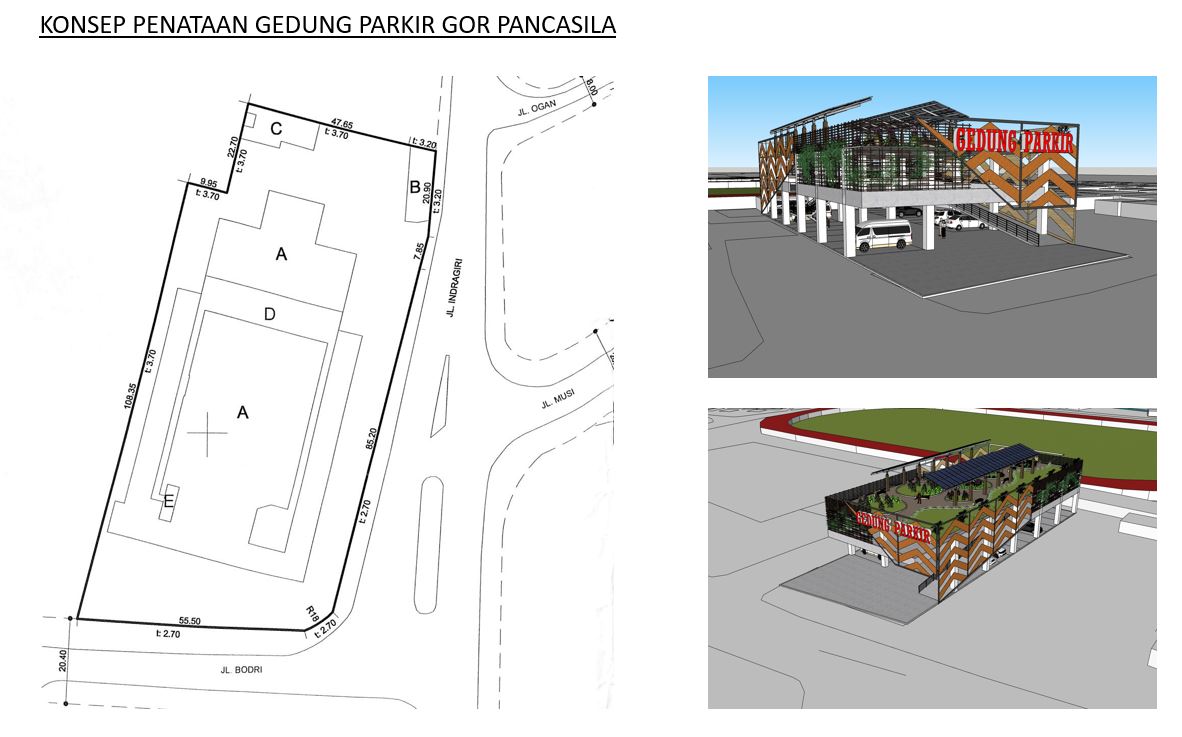 KONSEP PENATAAN GEDUNG PARKIR GOR PANCASILA
8.00
JL. OGAN
C
47.65
t: 3.70
t: 3.20
22.70
t: 3.70
9.95
t: 3.70
B
20.90
t: 3.20
A
7.85
D
JL. INDRAGIRI
108.35
t: 3.70
A
JL. MUSI
85.20
E
t: 2.70
55.50
t: 2.70
R18
t: 2.70
20.40
JL. BODRI
GEDUNG PARKIR
GEDUNG PARKIR